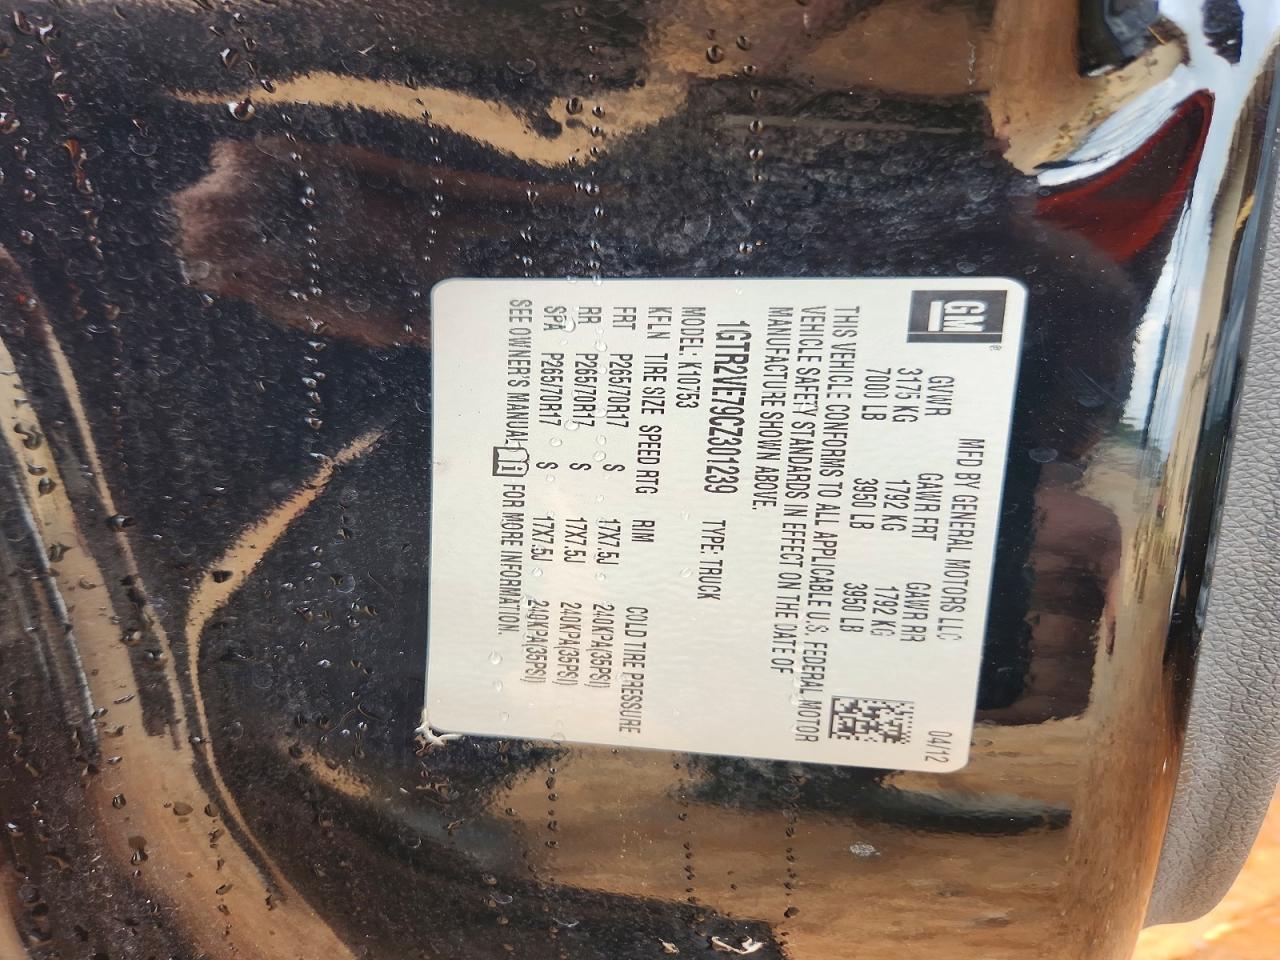 GM
MFD BY GENERAL MOTORS LLC 04/12
GVWR GAWR FRT GAWR RR
3175 KG 1792 KG 1792 KG
7000 LB 3950 LB 3950 LB
THIS VEHICLE CONFORMS TO ALL APPLICABLE U.S. FEDERAL MOTOR
VEHICLE SAFETY STANDARDS IN EFFECT ON THE DATE OF
MANUFACTURE SHOWN ABOVE.
1GTR2VE79CZ301239 TYPE: TRUCK
MODEL: K10753
KFLN TIRE SIZE SPEED RTG RIM COLD TIRE PRESSURE
FRT P265/70R17 S 17X7.5J 240KPA(35PSI)
RR P265/70R17 S 17X7.5J 240KPA(35PSI)
SPA P265/70R17 S 17X7.5J 240KPA(35PSI)
SEE OWNER'S MANUAL FOR MORE INFORMATION.